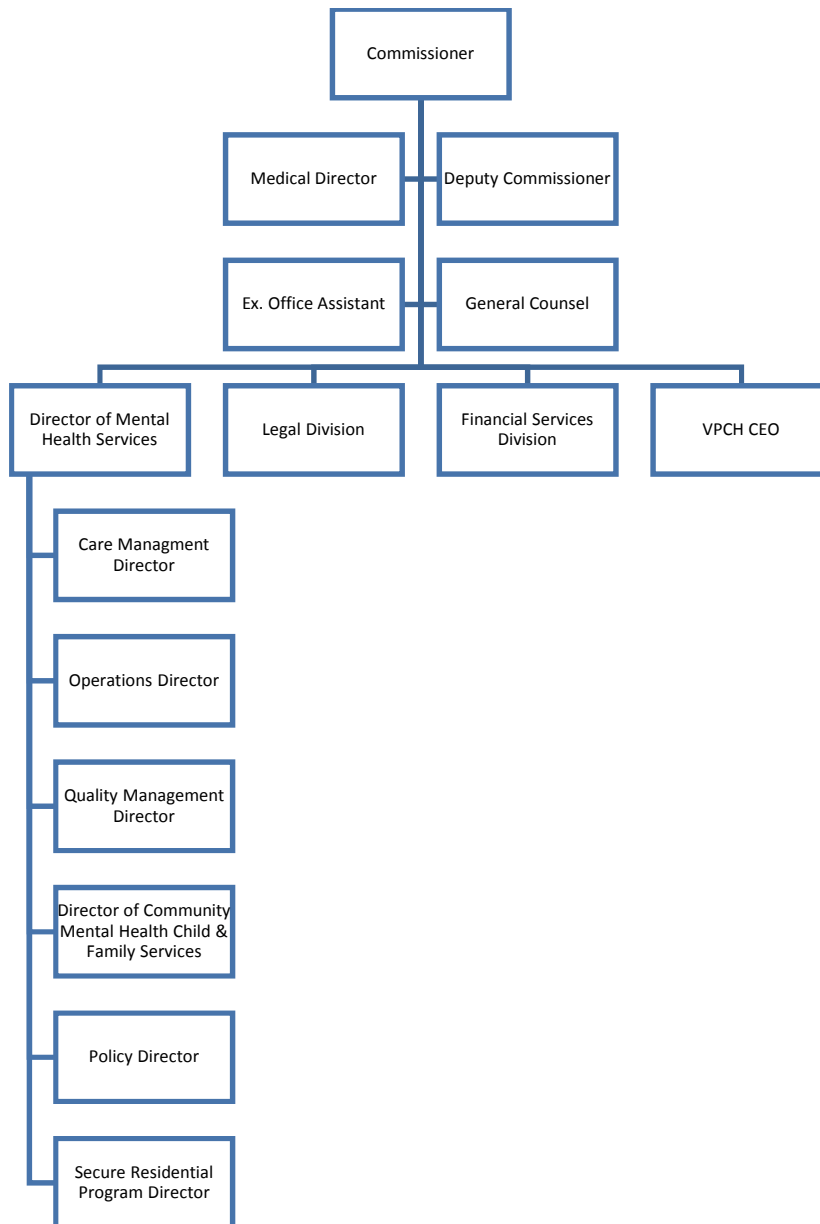 Commissioner
Medical Director
Deputy Commissioner
Ex. Office Assistant
General Counsel
Director of Mental
Health Services
Legal Division
Financial Services
Division
VPCH CEO
Care Managment
Director
Operations Director
Quality Management
Director
Director of Community
Mental Health Child &
Family Services
Policy Director
Secure Residential
Program Director